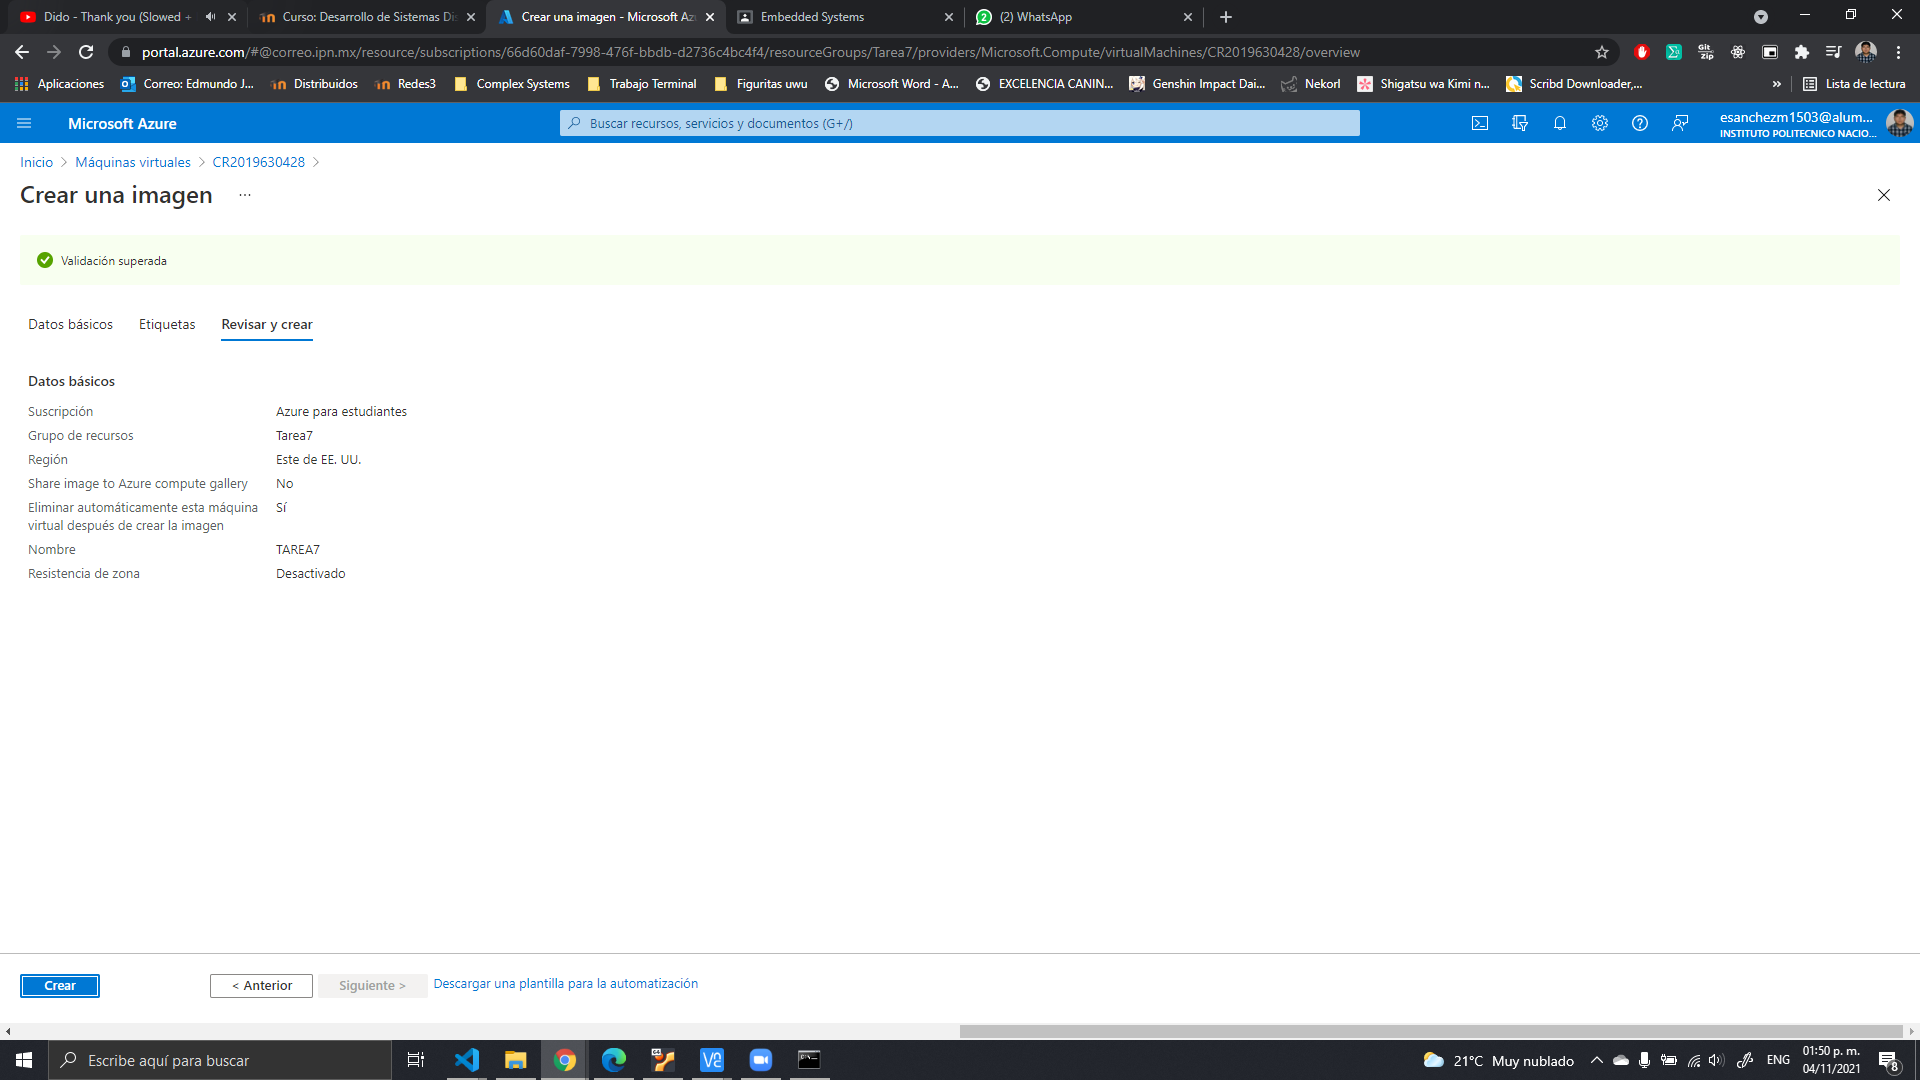 Dido - Thank you (Slowed +
Curso: Desarrollo de Sistemas Dis
Crear una imagen - Microsoft Az
Embedded Systems
(2) WhatsApp
portal.azure.com/#@correo.ipn.mx/resource/subscriptions/66d60daf-7998-476f-bbdb-d2736c4bc4f4/resourceGroups/Tarea7/providers/Microsoft.Compute/virtualMachines/CR2019630428/overview
Aplicaciones
Correo: Edmundo J...
Distribuidos
Redes3
Complex Systems
Trabajo Terminal
Figuritas uwu
Microsoft Word - A...
EXCELENCIA CANIN...
Genshin Impact Dai...
Nekorl
Shigatsu wa Kimi n...
Scribd Downloader,...
»
Lista de lectura
Microsoft Azure
Buscar recursos, servicios y documentos (G+/)
esanchezm1503@alum...
INSTITUTO POLITECNICO NACIO...
Inicio > Máquinas virtuales > CR2019630428 >
Crear una imagen ...
Validación superada
Datos básicos
Etiquetas
Revisar y crear
Datos básicos
Suscripción Azure para estudiantes
Grupo de recursos Tarea7
Región Este de EE. UU.
Share image to Azure compute gallery No
Eliminar automáticamente esta máquina Sí
virtual después de crear la imagen
Nombre TAREA7
Resistencia de zona Desactivado
Crear
< Anterior
Siguiente >
Descargar una plantilla para la automatización
Escribe aquí para buscar
21°C Muy nublado
ENG
01:50 p. m.
04/11/2021
8